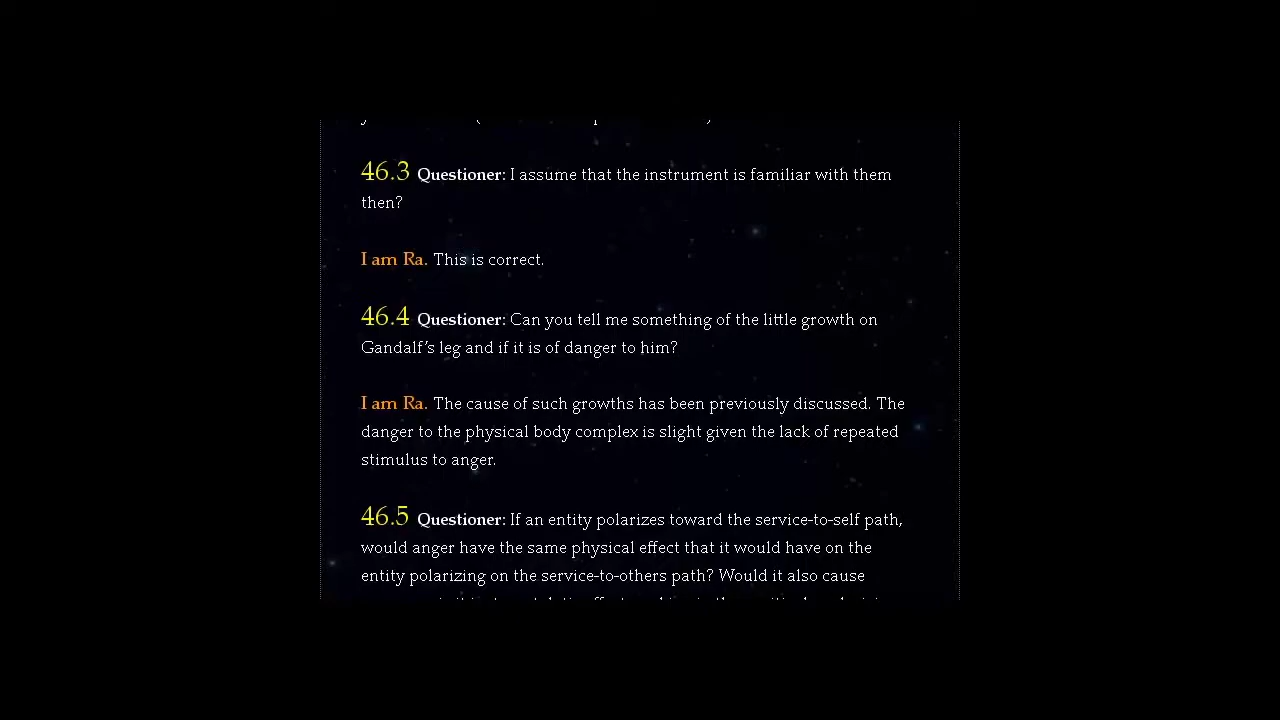 46.3 Questioner: I assume that the instrument is familiar with them
then?
I am Ra. This is correct.
46.4 Questioner: Can you tell me something of the little growth on
Gandalf's leg and if it is of danger to him?
I am Ra. The cause of such growths has been previously discussed. The
danger to the physical body complex is slight given the lack of repeated
stimulus to anger.
46.5 Questioner: If an entity polarizes toward the service-to-self path,
would anger have the same physical effect that it would have on the
entity polarizing on the service-to-others path? Would it also cause